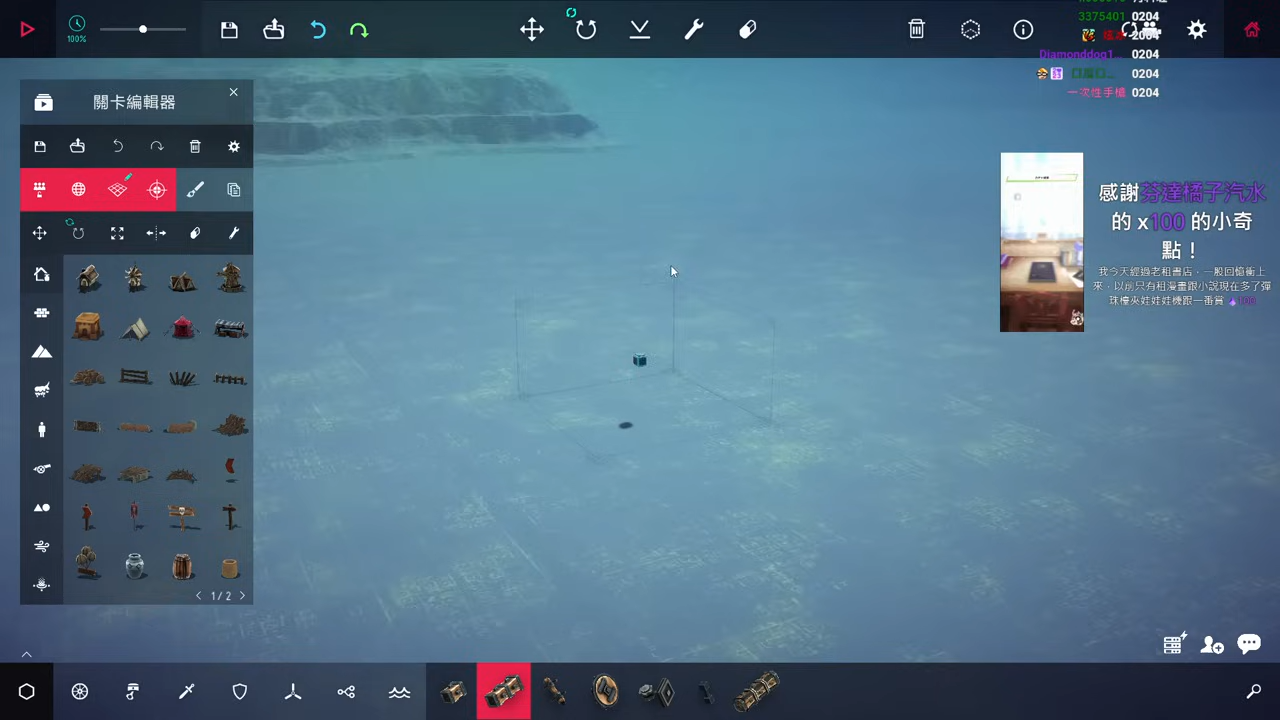 100%
3375401 0204
0204
Diamonddog1... 0204
0204
一次性手槍 0204
關卡編輯器
感謝芬達橘子汽水
的 x100 的小奇
點！
我今天經過老租書店，一股回憶衝上
來，以前只有租漫畫跟小說現在多了彈
珠檯夾娃娃機跟一番賞 100
1/2